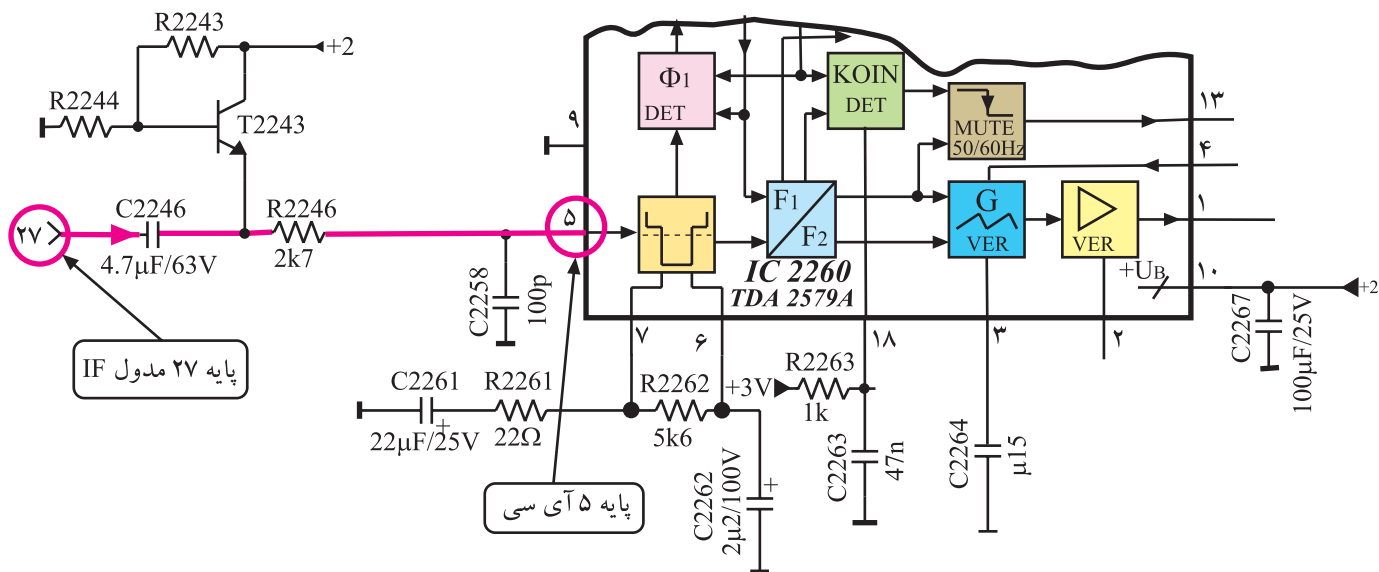 R2243
+2
R2244
T2243
۲۷
C2246
4.7µF/63V
R2246
2k7
C2258
100p
۵
۹
Φ1
DET
KOIN
DET
MUTE
50/60Hz
F1
F2
G
VER
VER
IC 2260
TDA 2579A
+UB
۱۳
۴
۱
۱۰
+2
C2267
100µF/25V
۷
۶
۱۸
۳
۲
پایه ۲۷ مدول IF
C2261
22µF/25V
R2261
22Ω
R2262
5k6
+3V
R2263
1k
C2262
2µ2/100V
+
+
C2263
47n
C2264
µ15
پایه ۵ آی سی